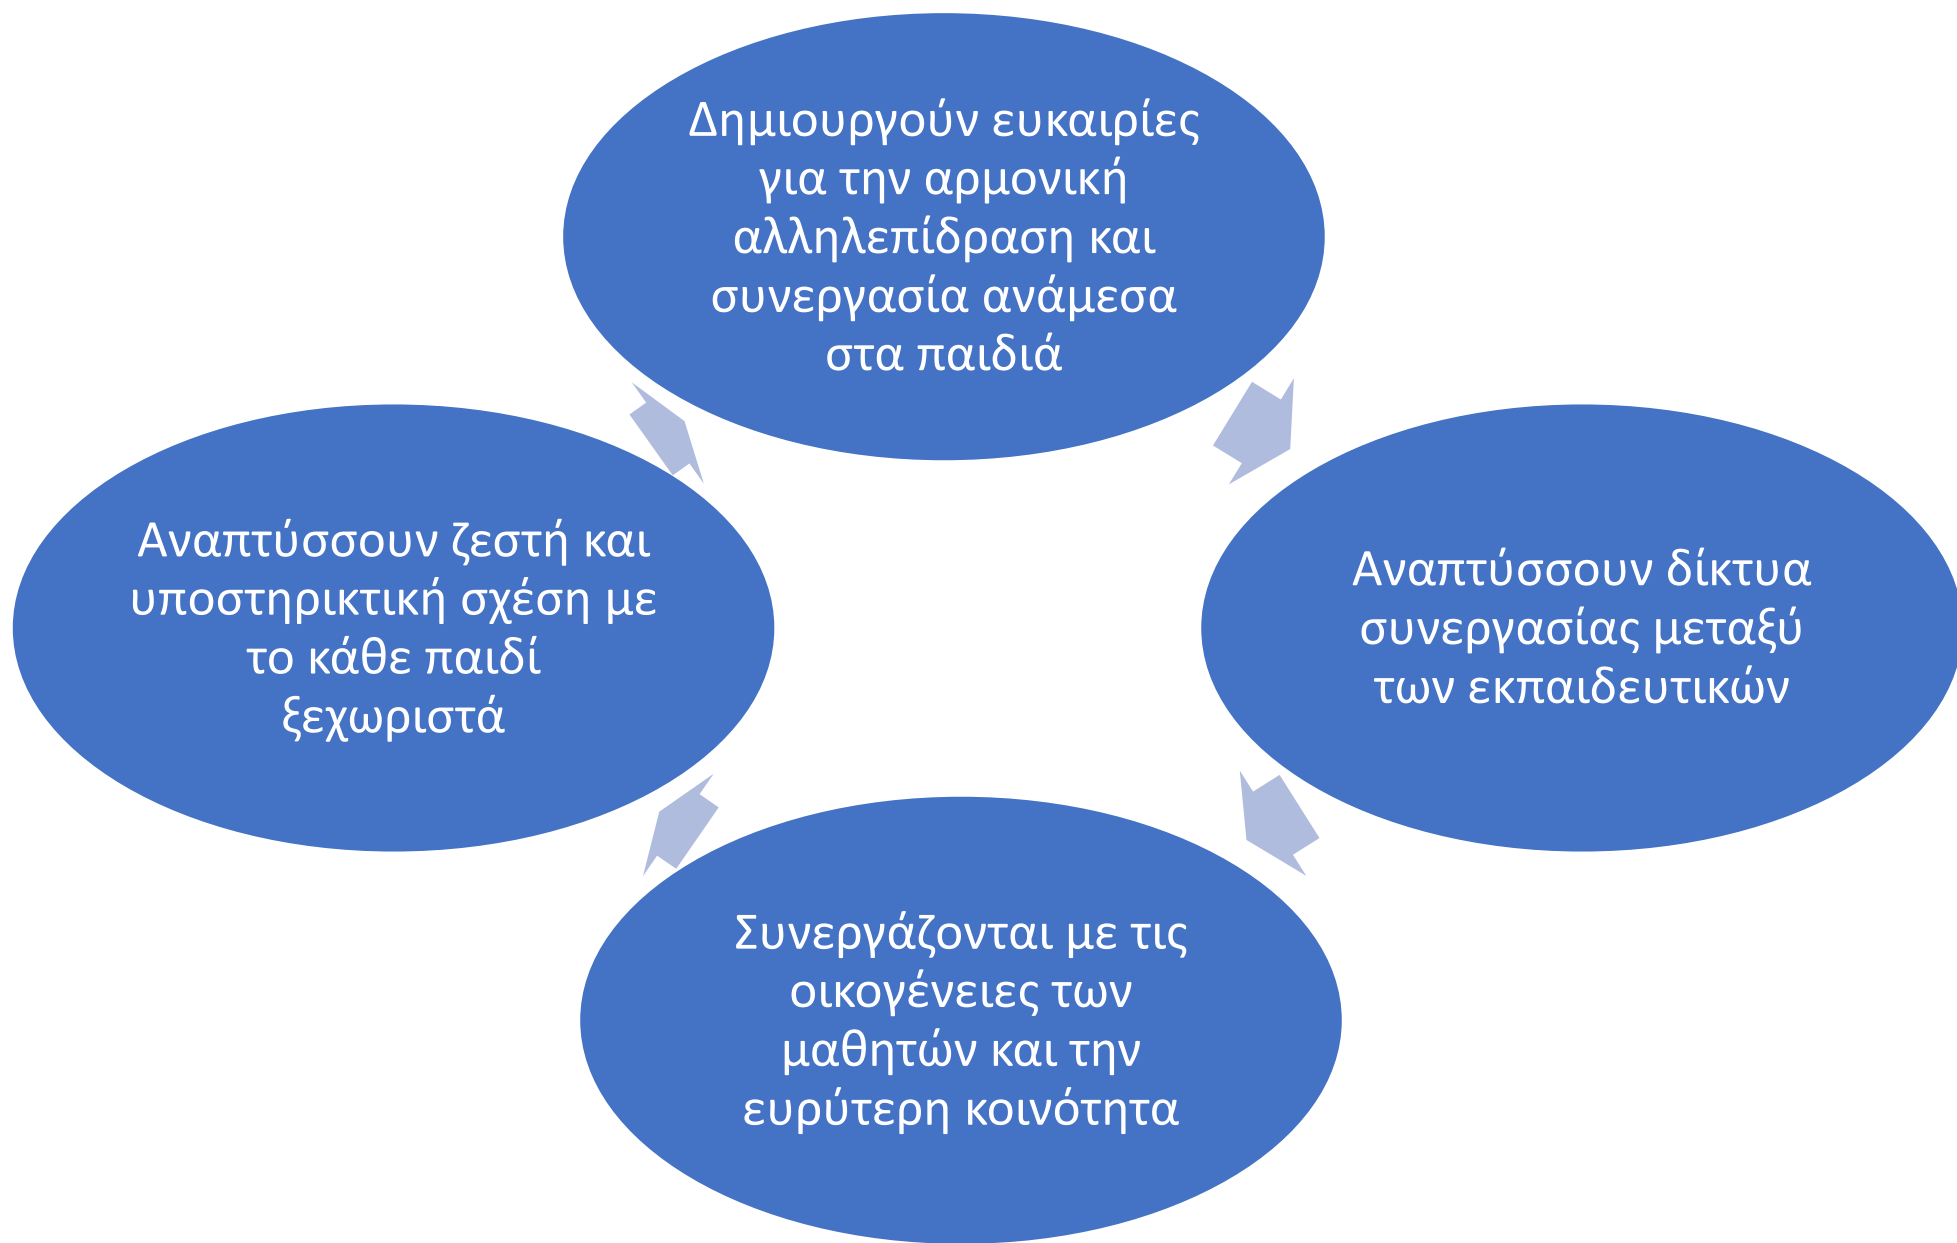 Δημιουργούν ευκαιρίες
για την αρμονική
αλληλεπίδραση και
συνεργασία ανάμεσα
στα παιδιά
Αναπτύσσουν ζεστή και
υποστηρικτική σχέση με
το κάθε παιδί
ξεχωριστά
Αναπτύσσουν δίκτυα
συνεργασίας μεταξύ
των εκπαιδευτικών
Συνεργάζονται με τις
οικογένειες των
μαθητών και την
ευρύτερη κοινότητα